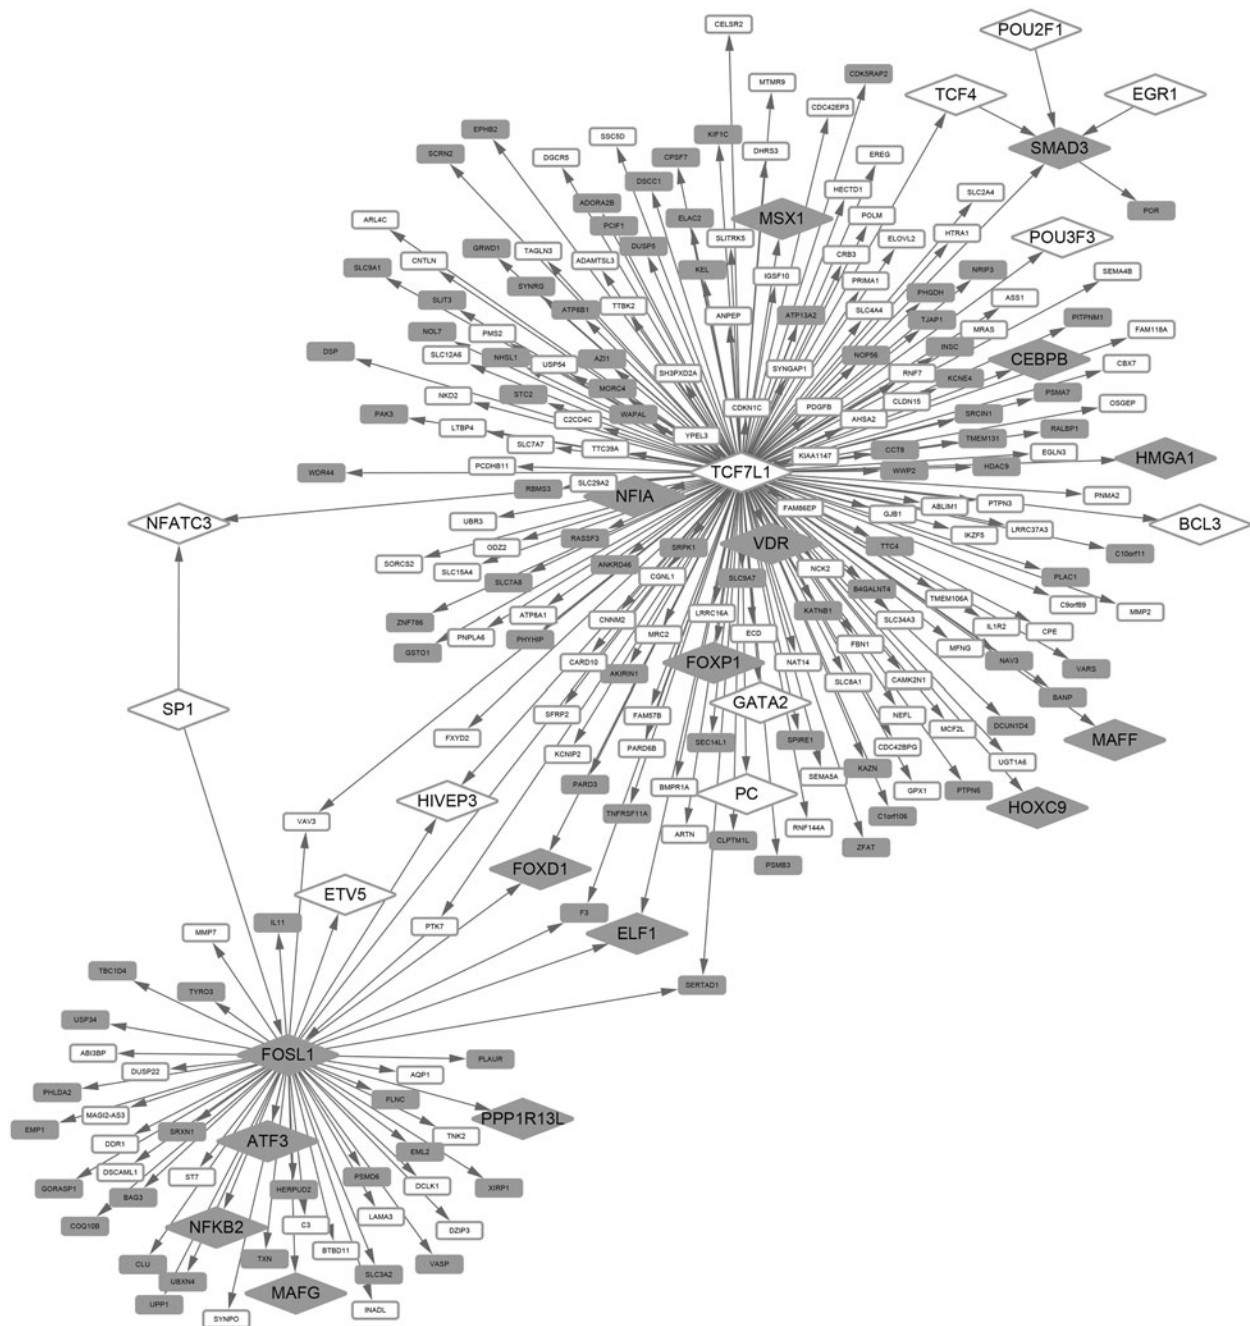 CELSR2
POU2F1
MTMR9
CDK5RAP2
TCF4
EGR1
CDC42EP3
EPHB2
SSC5D
KIF1C
SCRN2
DGCR5
CPSF7
DHRS3
EREG
SMAD3
DSCC1
HECTD1
SLC2A4
ADORA2B
ELAC2
MSX1
POLM
POR
ARL4C
PCIF1
HTRA1
SLITRK5
ELOVL2
POU3F3
GRWD1
TAGLN3
DUSP5
CRB3
CNTLN
ADAMTSL3
KEL
IGSF10
SEMA4B
SLC9A1
SYNRG
PRIMA1
NRIP3
SLIT3
ATP8B1
TTBK2
PHGDH
ASS1
ANPEP
ATP13A2
SLC4A4
TJAP1
PITPNM1
NOL7
PMS2
MRAS
FAM118A
DSP
SLC12A6
NHSL1
USP54
AZI1
SH3PXD2A
SYNGAP1
NOP56
INSC
CEBPB
CBX7
RNF7
KCNE4
NKD2
STC2
MORC4
CLDN15
PSMA7
PAK3
C2CD4C
WAPAL
CDKN1C
PDGFB
AHSA2
SRCIN1
OSGEP
LTBP4
YPEL3
RALBP1
SLC7A7
TTC39A
KIAA1147
CCT8
TMEM131
EGLN3
WDR44
PCDHB11
TCF7L1
WWP2
HDAC9
HMGA1
RBMS3
SLC29A2
NFIA
PNMA2
NFATC3
UBR3
FAM86EP
GJB1
ABLIM1
PTPN3
BCL3
RASSF3
VDR
IKZF5
LRRC37A3
ODZ2
SRPK1
TTC4
C10orf11
SORCS2
SLC15A4
ANKRD46
CGNL1
SLC9A7
NCK2
SLC7A8
B4GALNT4
PLAC1
ZNF786
ATP8A1
CNNM2
LRRC16A
KATNB1
TMEM106A
C9orf89
MMP2
PNPLA6
PHYHIP
MRC2
ECD
SLC34A3
IL1R2
CPE
GSTO1
CARD10
FOXP1
NAT14
FBN1
MFNG
NAV3
VARS
AKIRIN1
SLC8A1
CAMK2N1
BANP
SP1
SFRP2
FAM57B
GATA2
NEFL
DCUN1D4
FXYD2
SEC14L1
SPIRE1
MCF2L
MAFF
KCNIP2
PARD6B
CDC42BPG
UGT1A6
SEMA5A
KAZN
HIVEP3
PARD3
BMPR1A
PC
GPX1
PTPN6
HOXC9
VAV3
TNFRSF11A
C1orf106
RNF144A
ARTN
CLPTM1L
ZFAT
FOXD1
PSMB3
ETV5
IL11
F3
MMP7
PTK7
ELF1
TBC1D4
TYRO3
SERTAD1
USP34
ABI3BP
FOSL1
PLAUR
DUSP22
AQP1
PHLDA2
FLNC
MAGI2-AS3
PPP1R13L
EMP1
SRXN1
TNK2
DDR1
ATF3
EML2
DSCAML1
ST7
PSMD6
DCLK1
XIRP1
GORASP1
BAG3
HERPUD2
LAMA3
COQ10B
NFKB2
C3
DZIP3
BTBD11
CLU
TXN
VASP
UBXN4
SLC3A2
UPP1
MAFG
SYNPO
INADL